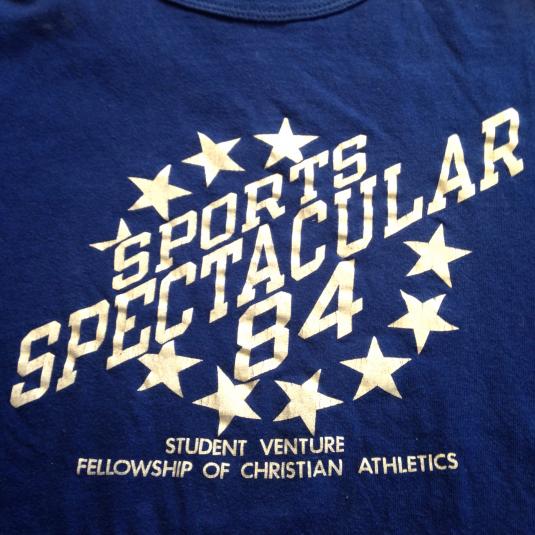 SPORTS
SPECTACULAR
84
STUDENT VENTURE
FELLOWSHIP OF CHRISTIAN ATHLETICS